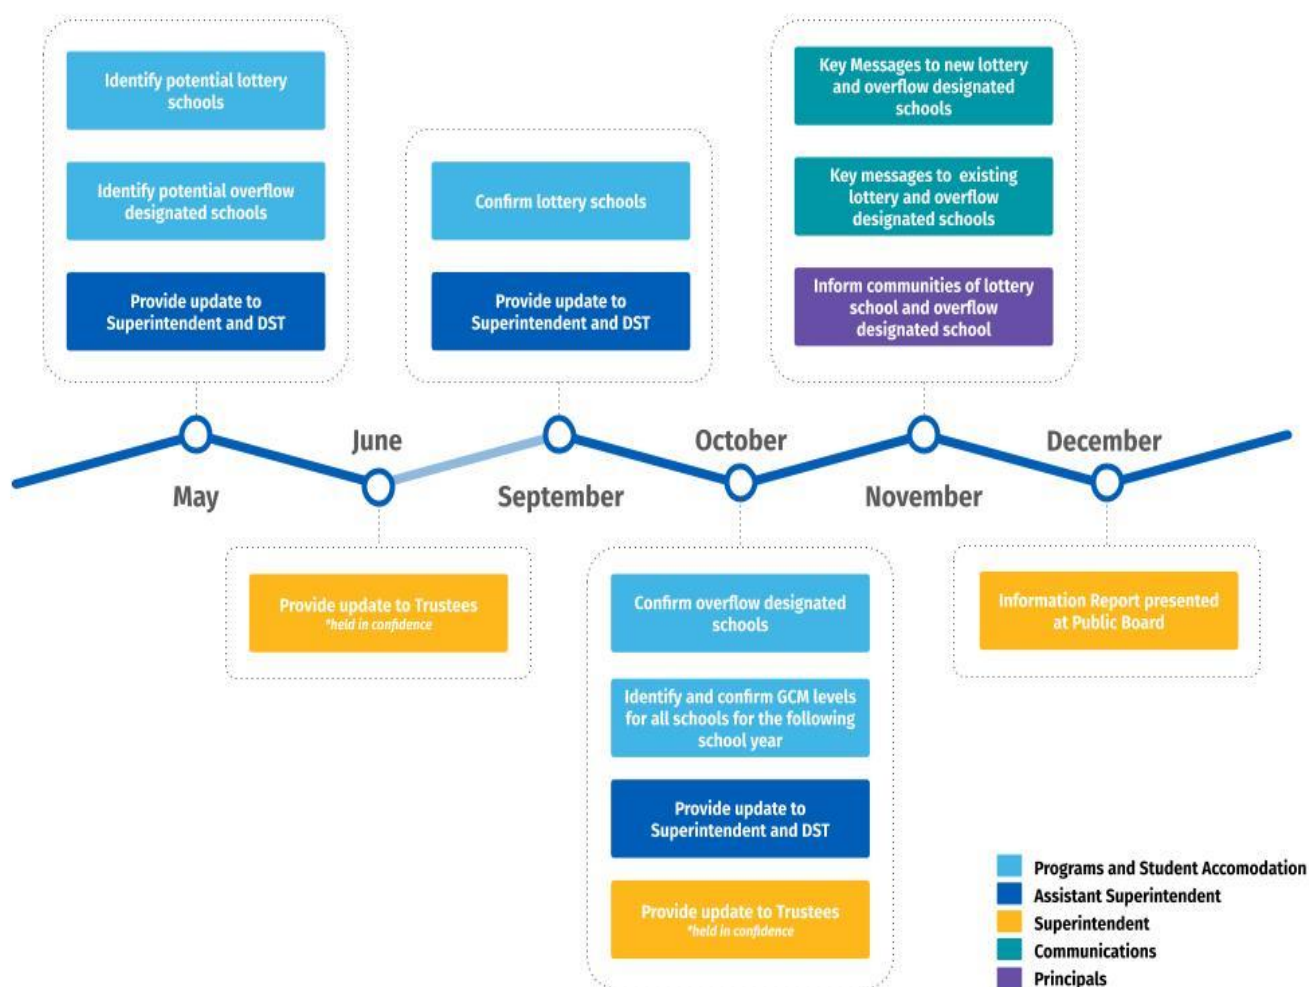 Identify potential lottery
schools
Identify potential overflow
designated schools
Provide update to
Superintendent and DST
Confirm lottery schools
Provide update to
Superintendent and DST
Key Messages to new lottery
and overflow designated
schools
Key messages to existing
lottery and overflow
designated schools
Inform communities of lottery
school and overflow
designated school
May
June
September
October
November
December
Provide update to Trustees
*held in confidence
Confirm overflow designated
schools
Identify and confirm GCM levels
for all schools for the following
school year
Provide update to
Superintendent and DST
Provide update to Trustees
*held in confidence
Information Report presented
at Public Board
Programs and Student Accomodation
Assistant Superintendent
Superintendent
Communications
Principals